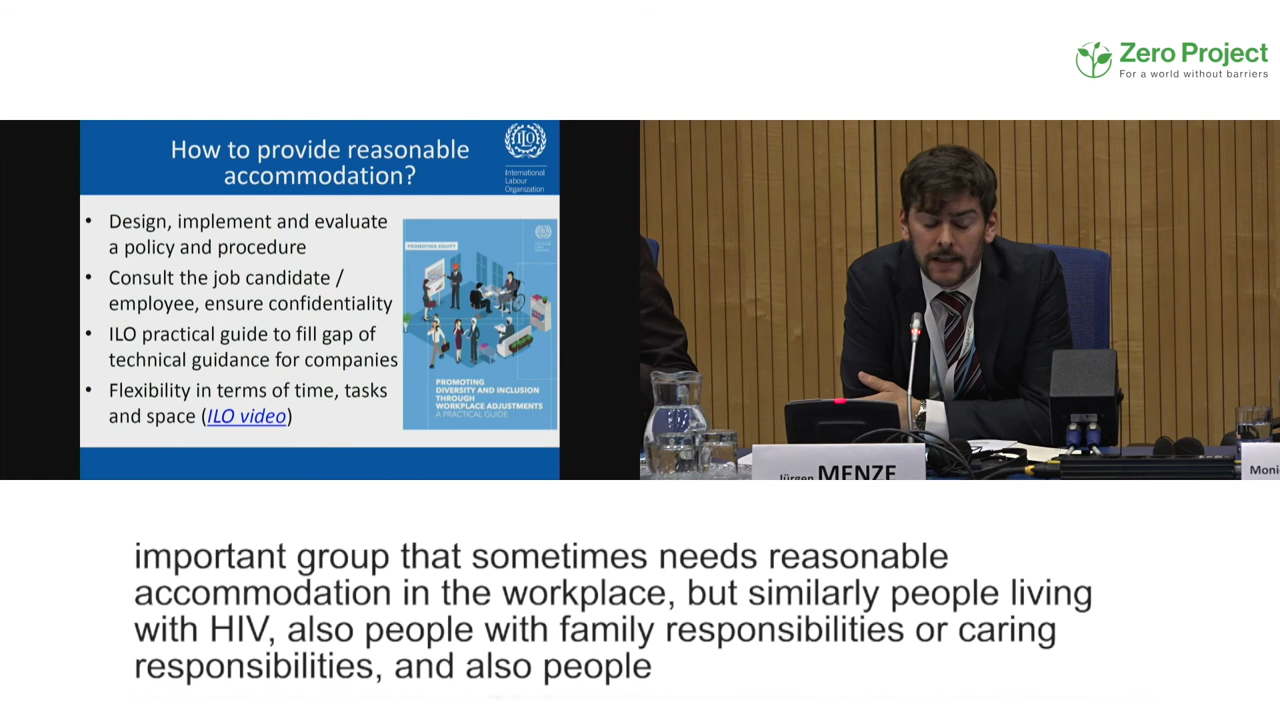 Zero Project
For a world without barriers
How to provide reasonable
accommodation?
International
Labour
Organization
• Design, implement and evaluate
a policy and procedure
• Consult the job candidate /
employee, ensure confidentiality
• ILO practical guide to fill gap of
technical guidance for companies
• Flexibility in terms of time, tasks
and space (ILO video)
PROMOTING EQUITY
PROMOTING
DIVERSITY AND INCLUSION
THROUGH
WORKPLACE ADJUSTMENTS
A PRACTICAL GUIDE
Jürgen MENZE
Moni
important group that sometimes needs reasonable
accommodation in the workplace, but similarly people living
with HIV, also people with family responsibilities or caring
responsibilities, and also people